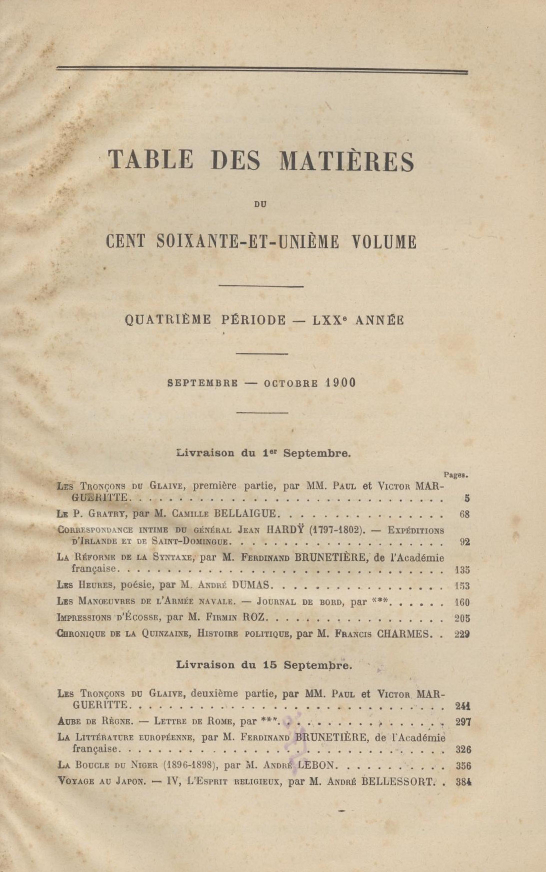 TABLE DES MATIÈRES
DU
CENT SOIXANTE-ET-UNIÈME VOLUME
QUATRIÈME PÉRIODE — LXXe ANNÉE
SEPTEMBRE — OCTOBRE 1900
Livraison du 1er Septembre.
Pages.
Les Tronçons du Glaive, première partie, par MM. Paul et Victor MAR-
GUERITTE. . . . . . . . . . . . . . . . . . . . . . . . . . . . . 5
Le P. Gratry, par M. Camille BELLAIGUE. . . . . . . . . . . . . . . 68
Correspondance intime du général Jean HARDŸ (1797-1802). — Expéditions
d'Irlande et de Saint-Domingue. . . . . . . . . . . . . . . . . . . 92
La Réforme de la Syntaxe, par M. Ferdinand BRUNETIÈRE, de l'Académie
française. . . . . . . . . . . . . . . . . . . . . . . . . . . . . 135
Les Heures, poésie, par M. André DUMAS. . . . . . . . . . . . . . . 153
Les Manœuvres de l'Armée navale. — Journal de bord, par ***. . . . . . 160
Impressions d'Écosse, par M. Firmin ROZ. . . . . . . . . . . . . . . 205
Chronique de la Quinzaine, Histoire politique, par M. Francis CHARMES. . 229
Livraison du 15 Septembre.
Les Tronçons du Glaive, deuxième partie, par MM. Paul et Victor MAR-
GUERITTE. . . . . . . . . . . . . . . . . . . . . . . . . . . . . 241
Aube de Règne. — Lettre de Rome, par ***. . . . . . . . . . . . . . 297
La Littérature européenne, par M. Ferdinand BRUNETIÈRE, de l'Académie
française. . . . . . . . . . . . . . . . . . . . . . . . . . . . . 326
La Boucle du Niger (1896-1898), par M. André LEBON. . . . . . . . . . . 356
Voyage au Japon. — IV, L'Esprit religieux, par M. André BELLESSORT. . 384